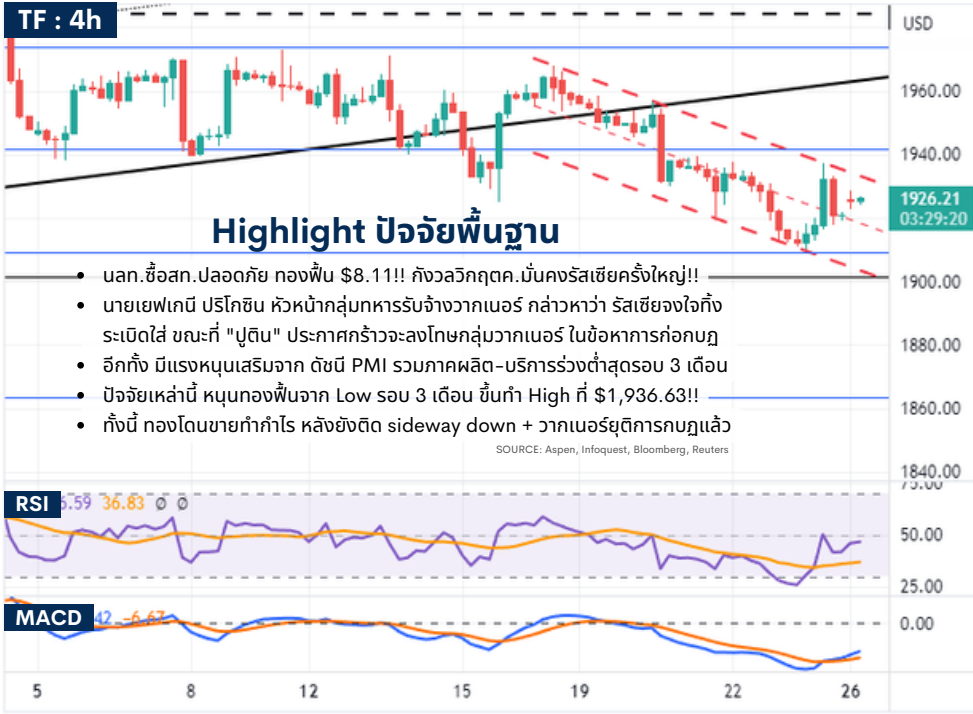 TF : 4h
USD
1960.00
1940.00
1926.21
03:29:20
1900.00
1880.00
1860.00
1840.00
Highlight ปัจจัยพื้นฐาน
• นลท.ซื้อสท.ปลอดภัย ทองฟื้น $8.11!! กังวลวิกฤตค.มั่นคงรัสเซียครั้งใหญ่!!
• นายเยฟเกนี ปริโกซิน หัวหน้ากลุ่มทหารรับจ้างวากเนอร์ กล่าวหาว่า รัสเซียจงใจทิ้ง
ระเบิดใส่ ขณะที่ "ปูติน" ประกาศกร้าวจะลงโทษกลุ่มวากเนอร์ ในข้อหาการก่อกบฏ
• อีกทั้ง มีแรงหนุนเสริมจาก ดัชนี PMI รวมภาคผลิต-บริการร่วงต่ำสุดรอบ 3 เดือน
• ปัจจัยเหล่านี้ หนุนทองฟื้นจาก Low รอบ 3 เดือน ขึ้นทำ High ที่ $1,936.63!!
• ทั้งนี้ ทองโดนขายทำกำไร หลังยังติด sideway down + วากเนอร์ยุติการกบฏแล้ว
SOURCE: Aspen, Infoquest, Bloomberg, Reuters
RSI 6.59 36.83 Ø Ø
75.00
50.00
25.00
MACD 42 -6.67
0.00
5 8 12 15 19 22 26